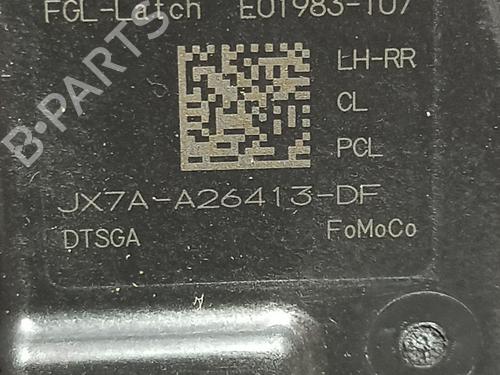 FGL-Latch E01983-107
LH-RR
CL
PCL
JX7A-A26413-DF
DTSGA FoMoCo
B-PARTS